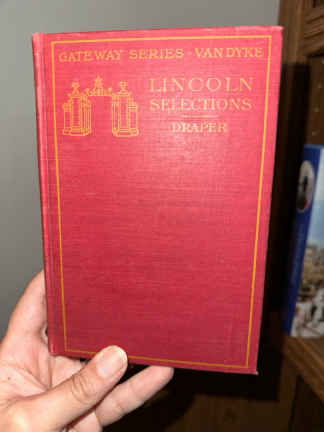 GATEWAY SERIES - VAN DYKE
LINCOLN
SELECTIONS
DRAPER